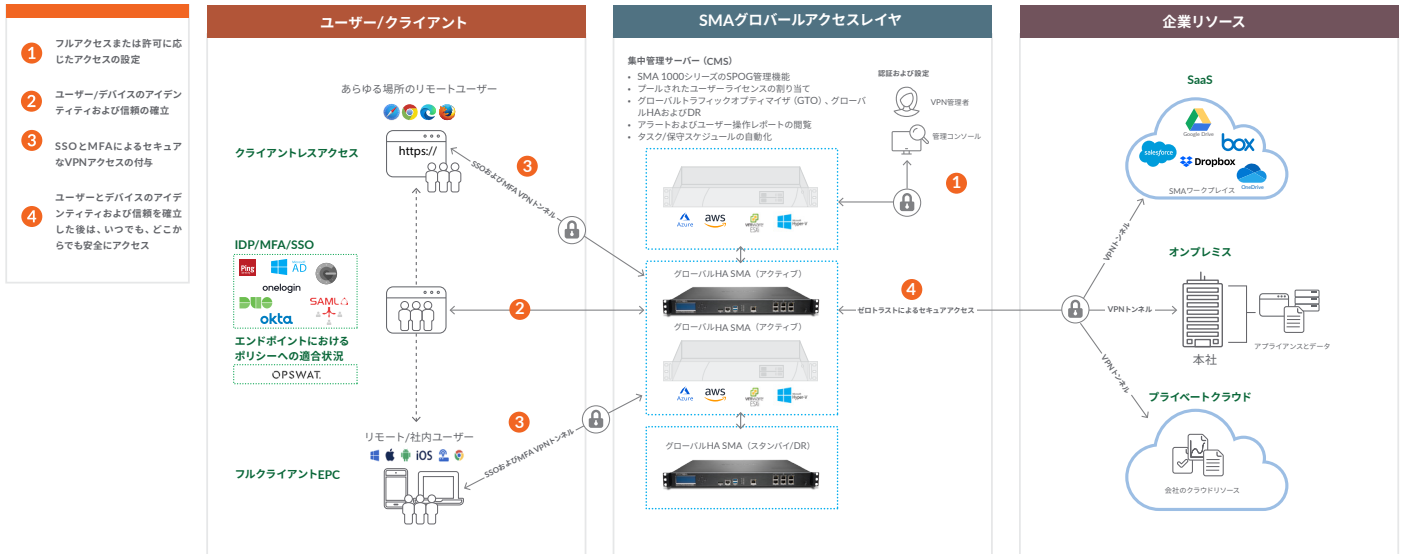 1
フルアクセスまたは許可に応
じたアクセスの設定
2
ユーザー/デバイスのアイデン
ティティおよび信頼の確立
3
SSOとMFAによるセキュア
なVPNアクセスの付与
4
ユーザーとデバイスのアイデ
ンティティおよび信頼を確立
した後は、いつでも、どこか
らでも安全にアクセス
ユーザー/クライアント
あらゆる場所のリモートユーザー
クライアントレスアクセス
https://
3
SSOおよびMFA VPNトンネル
IDP/MFA/SSO
Ping
AD
onelogin
DUO
SAML
okta
2
エンドポイントにおける
ポリシーへの適合状況
OPSWAT.
リモート/社内ユーザー
iOS
フルクライアントEPC
3
SSOおよびMFA VPNトンネル
SMAグローバールアクセスレイヤ
集中管理サーバー（CMS）
• SMA 1000シリーズのSPOG管理機能
• プールされたユーザーライセンスの割り当て
• グローバルトラフィックオプティマイザ（GTO）、グローバ
ルHAおよびDR
• アラートおよびユーザー操作レポートの閲覧
• タスク/保守スケジュールの自動化
認証および設定
VPN管理者
管理コンソール
1
Azure
aws
vmware
ESXi
Hyper-V
グローバルHA SMA（アクティブ）
グローバルHA SMA（アクティブ）
Azure
aws
vmware
ESXi
Hyper-V
グローバルHA SMA（スタンバイ/DR）
4
ゼロトラストによるセキュアアクセス
企業リソース
SaaS
Google Drive
box
salesforce
Dropbox
OneDrive
SMAワークプレイス
VPNトンネル
オンプレミス
VPNトンネル
本社
アプライアンスとデータ
VPNトンネル
プライベートクラウド
会社のクラウドリソース